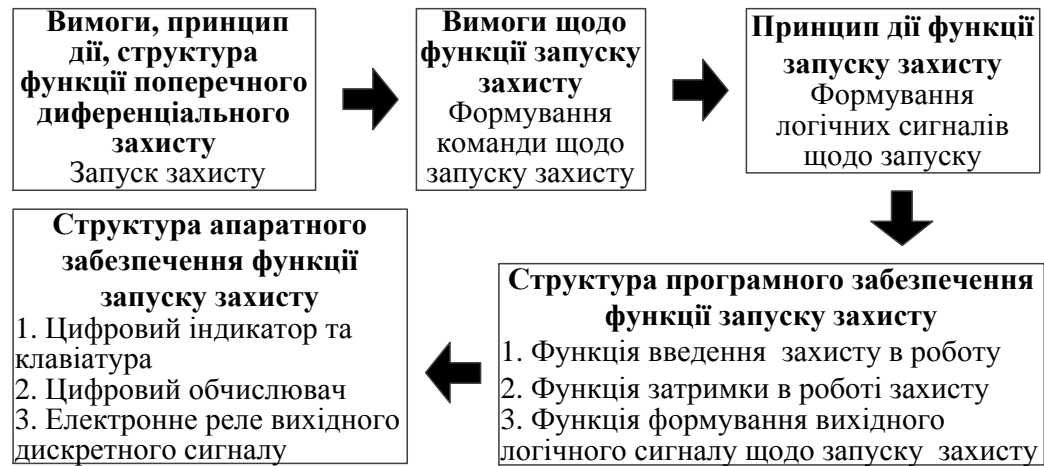 Вимоги, принцип
дії, структура
функції поперечного
диференціального
захисту
Запуск захисту
Вимоги щодо
функції запуску
захисту
Формування
команди щодо
запуску захисту
Принцип дії функції
запуску захисту
Формування
логічних сигналів
щодо запуску
Структура програмного забезпечення
функції запуску захисту
1. Функція введення захисту в роботу
2. Функція затримки в роботі захисту
3. Функція формування вихідного
логічного сигналу щодо запуску захисту
Структура апаратного
забезпечення функції
запуску захисту
1. Цифровий індикатор та
клавіатура
2. Цифровий обчислювач
3. Електронне реле вихідного
дискретного сигналу